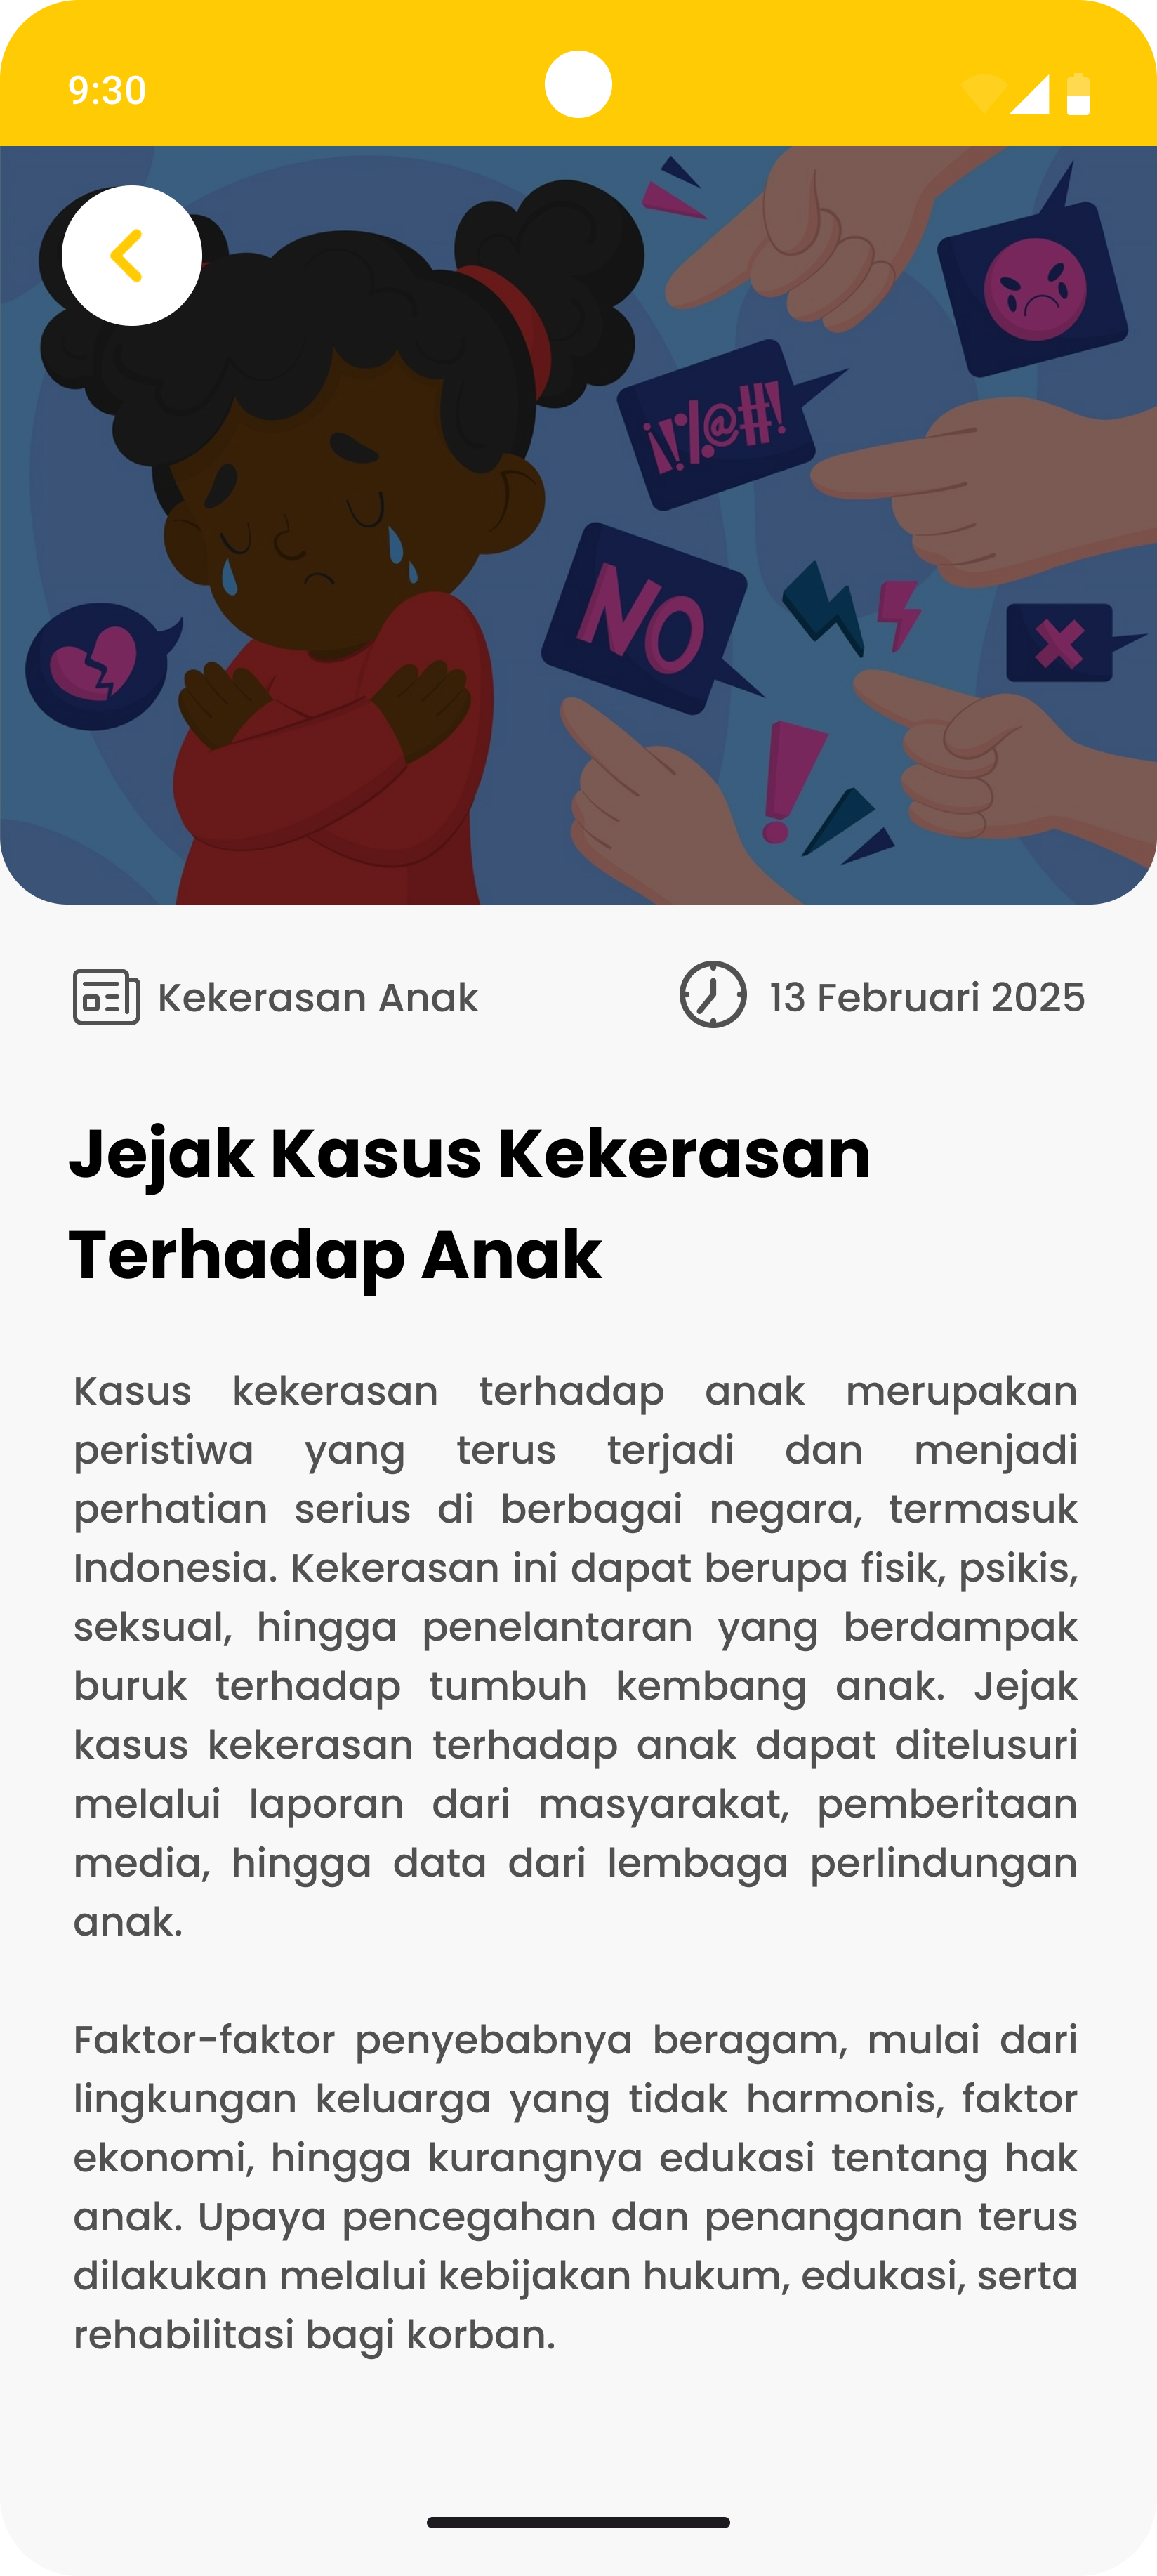 9:30
¡!%@#!
NO
Kekerasan Anak
13 Februari 2025
Jejak Kasus Kekerasan
Terhadap Anak
Kasus kekerasan terhadap anak merupakan
peristiwa yang terus terjadi dan menjadi
perhatian serius di berbagai negara, termasuk
Indonesia. Kekerasan ini dapat berupa fisik, psikis,
seksual, hingga penelantaran yang berdampak
buruk terhadap tumbuh kembang anak. Jejak
kasus kekerasan terhadap anak dapat ditelusuri
melalui laporan dari masyarakat, pemberitaan
media, hingga data dari lembaga perlindungan
anak.
Faktor-faktor penyebabnya beragam, mulai dari
lingkungan keluarga yang tidak harmonis, faktor
ekonomi, hingga kurangnya edukasi tentang hak
anak. Upaya pencegahan dan penanganan terus
dilakukan melalui kebijakan hukum, edukasi, serta
rehabilitasi bagi korban.